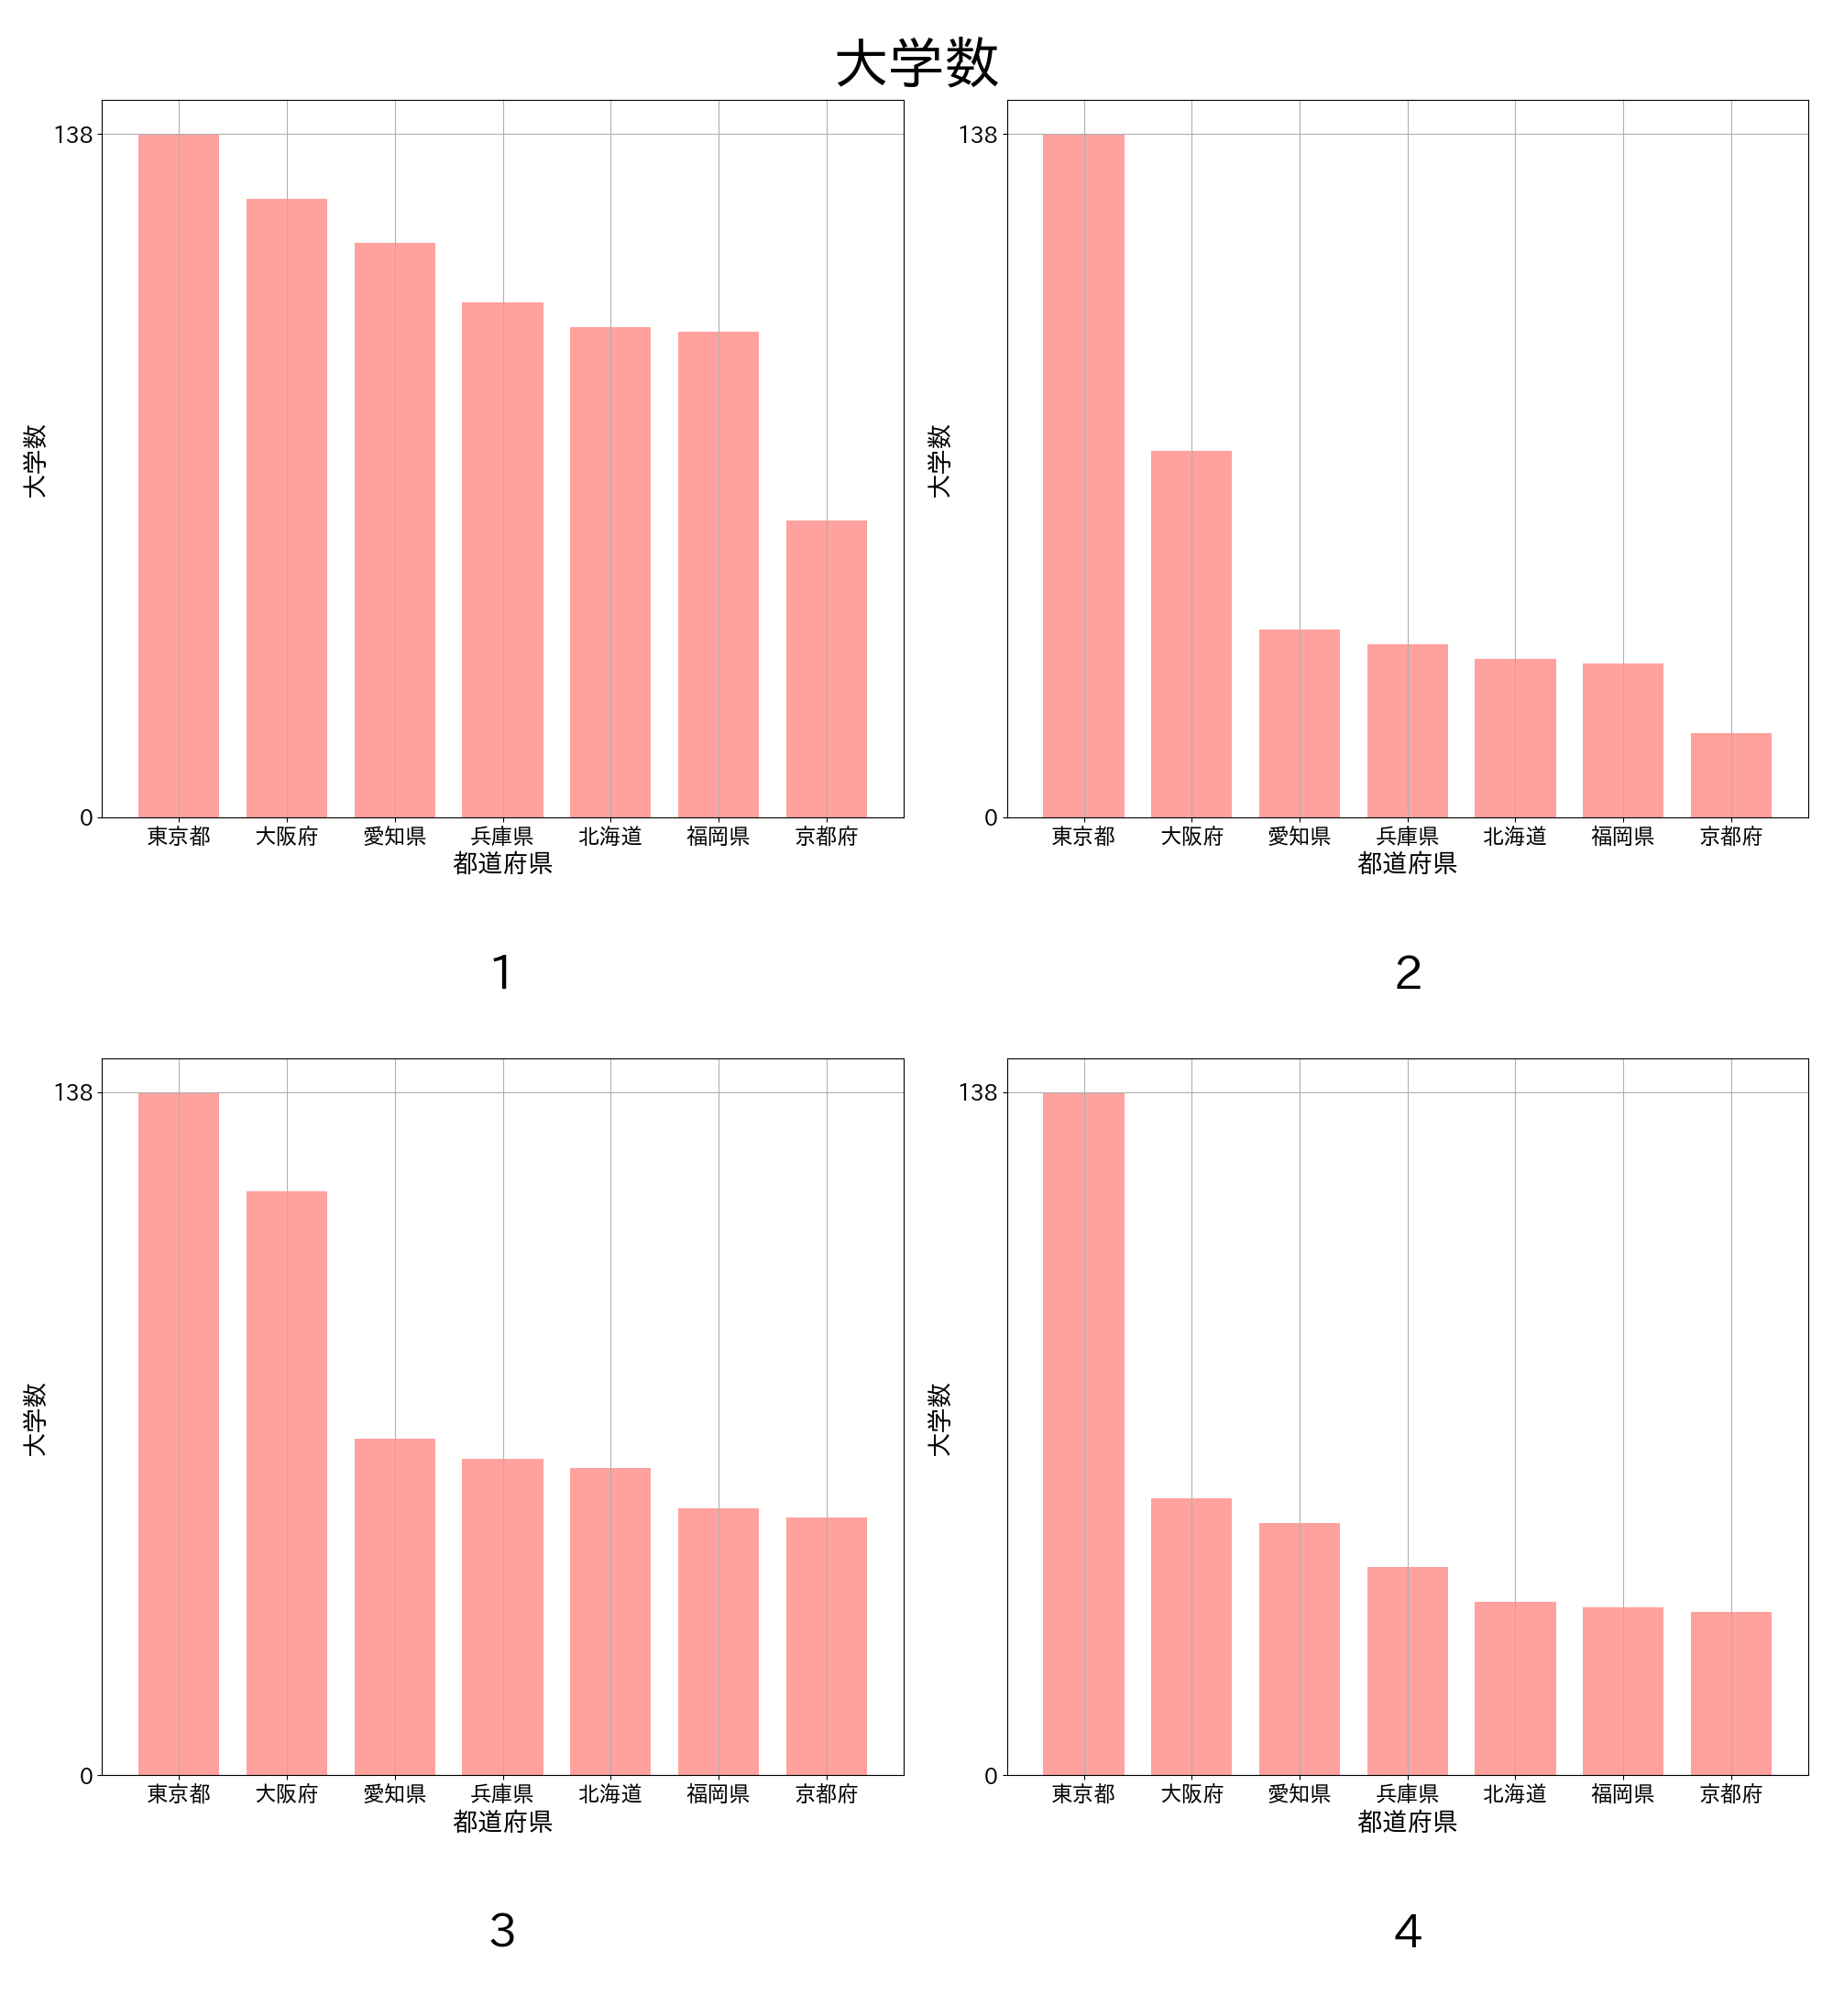 大学数
138
0
大学数
東京都 大阪府 愛知県 兵庫県 北海道 福岡県 京都府
都道府県
1
138
0
大学数
東京都 大阪府 愛知県 兵庫県 北海道 福岡県 京都府
都道府県
2
138
0
大学数
東京都 大阪府 愛知県 兵庫県 北海道 福岡県 京都府
都道府県
3
138
0
大学数
東京都 大阪府 愛知県 兵庫県 北海道 福岡県 京都府
都道府県
4